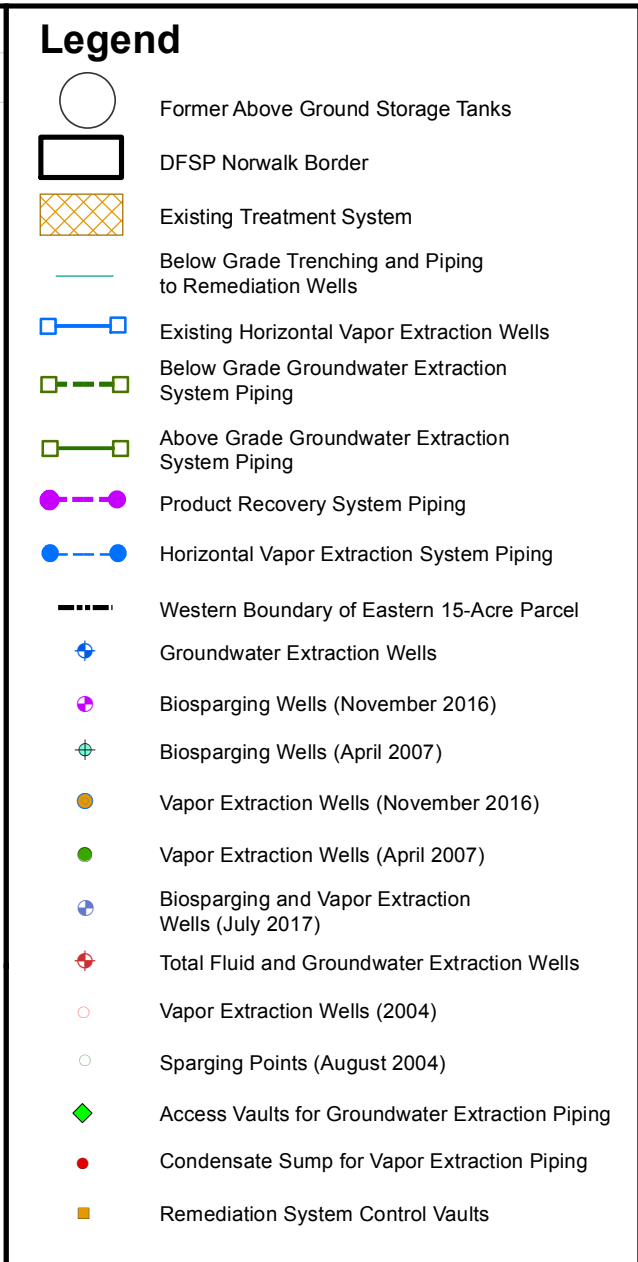 Legend
Former Above Ground Storage Tanks
DFSP Norwalk Border
Existing Treatment System
Below Grade Trenching and Piping
to Remediation Wells
Existing Horizontal Vapor Extraction Wells
Below Grade Groundwater Extraction
System Piping
Above Grade Groundwater Extraction
System Piping
Product Recovery System Piping
Horizontal Vapor Extraction System Piping
Western Boundary of Eastern 15-Acre Parcel
Groundwater Extraction Wells
Biosparging Wells (November 2016)
Biosparging Wells (April 2007)
Vapor Extraction Wells (November 2016)
Vapor Extraction Wells (April 2007)
Biosparging and Vapor Extraction
Wells (July 2017)
Total Fluid and Groundwater Extraction Wells
Vapor Extraction Wells (2004)
Sparging Points (August 2004)
Access Vaults for Groundwater Extraction Piping
Condensate Sump for Vapor Extraction Piping
Remediation System Control Vaults